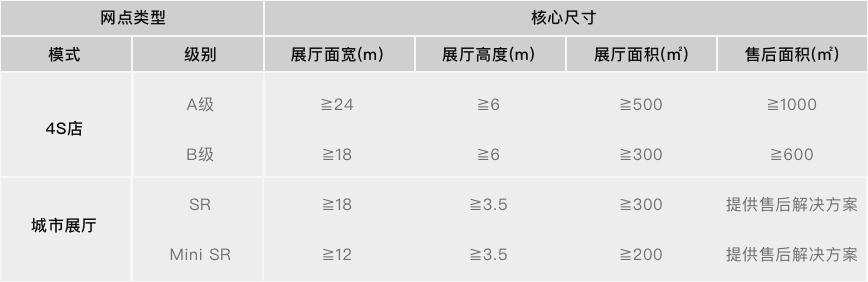 网点类型 核心尺寸
模式 级别 展厅面宽(m) 展厅高度(m) 展厅面积(㎡) 售后面积(㎡)
4S店
A级 ≧24 ≧6 ≧500 ≧1000
B级 ≧18 ≧6 ≧300 ≧600
城市展厅
SR ≧18 ≧3.5 ≧300 提供售后解决方案
Mini SR ≧12 ≧3.5 ≧200 提供售后解决方案